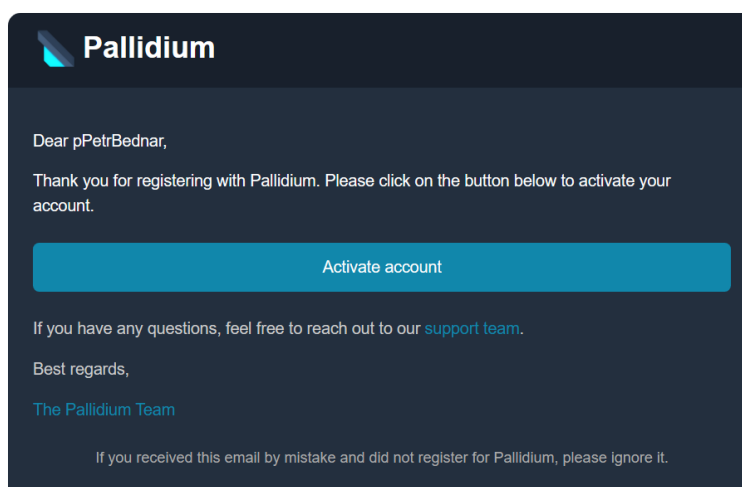 Pallidium
Dear pPetrBednar,
Thank you for registering with Pallidium. Please click on the button below to activate your
account.
Activate account
If you have any questions, feel free to reach out to our support team.
Best regards,
The Pallidium Team
If you received this email by mistake and did not register for Pallidium, please ignore it.